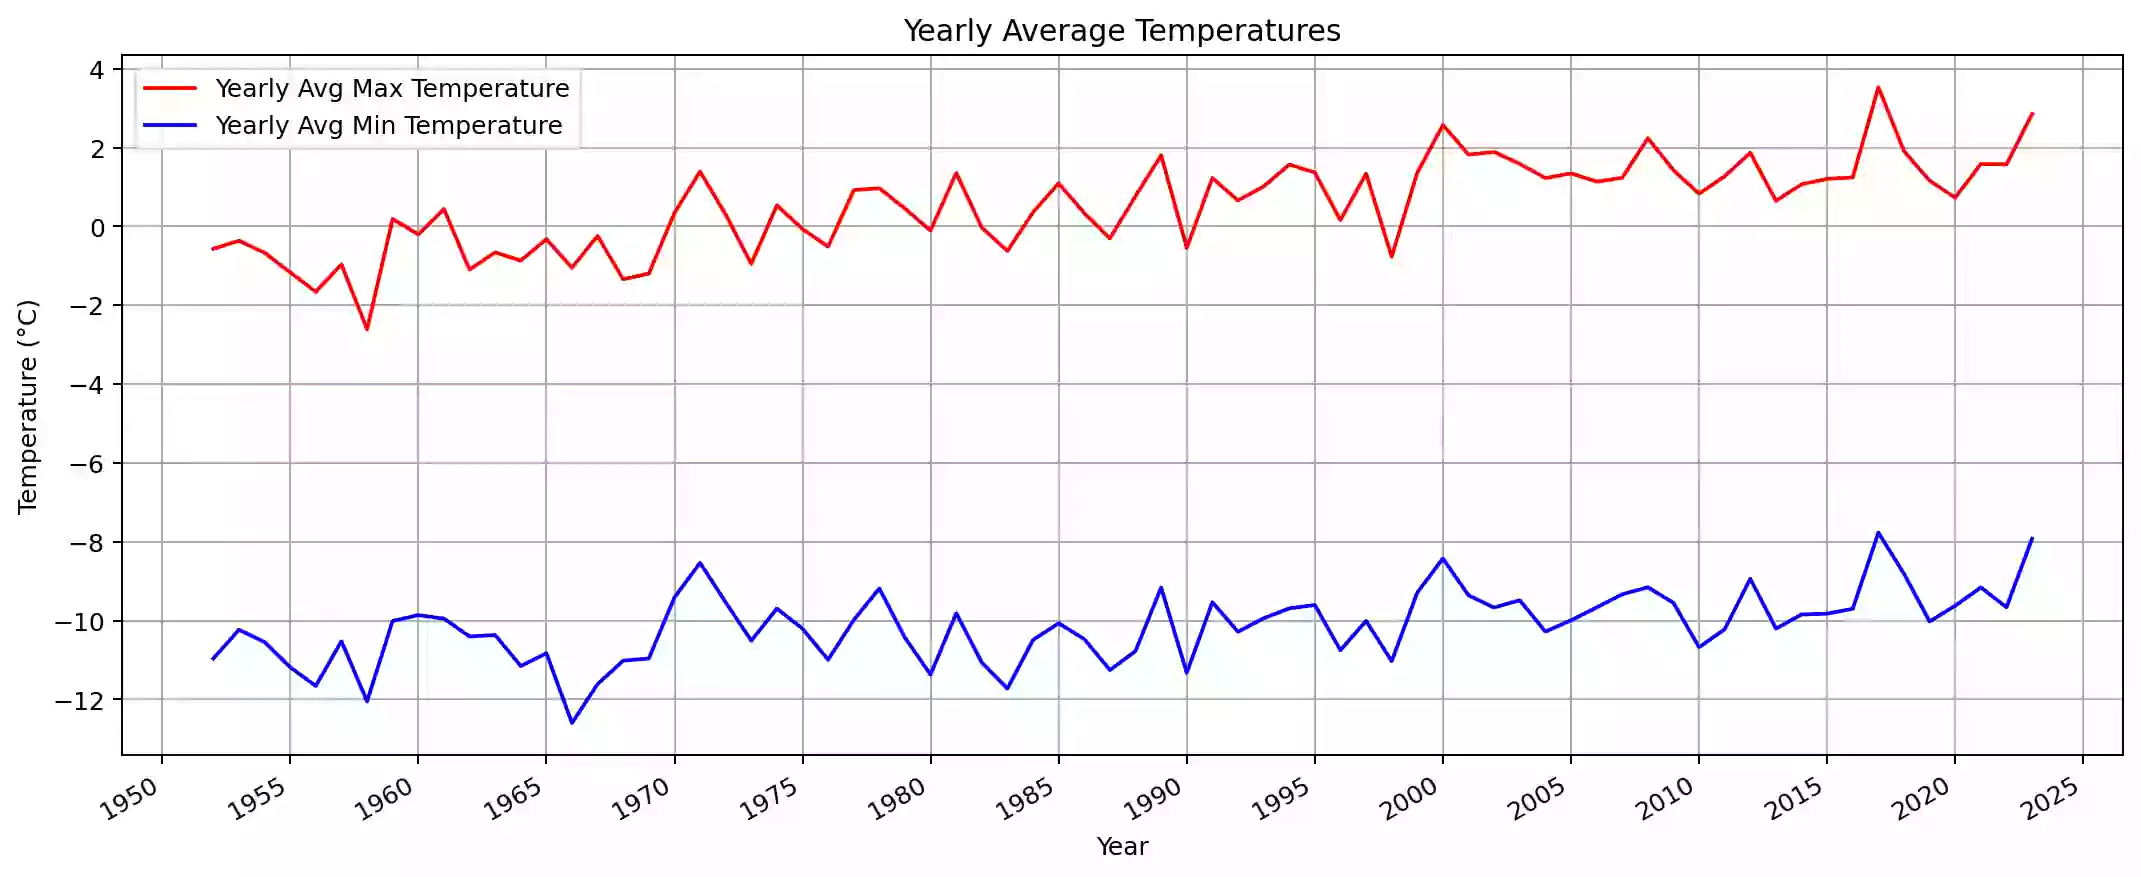 Yearly Average Temperatures
4
Yearly Avg Max Temperature
Yearly Avg Min Temperature
2
0
−2
−4
−6
−8
−10
−12
Temperature (°C)
1950 1955 1960 1965 1970 1975 1980 1985 1990 1995 2000 2005 2010 2015 2020 2025
Year